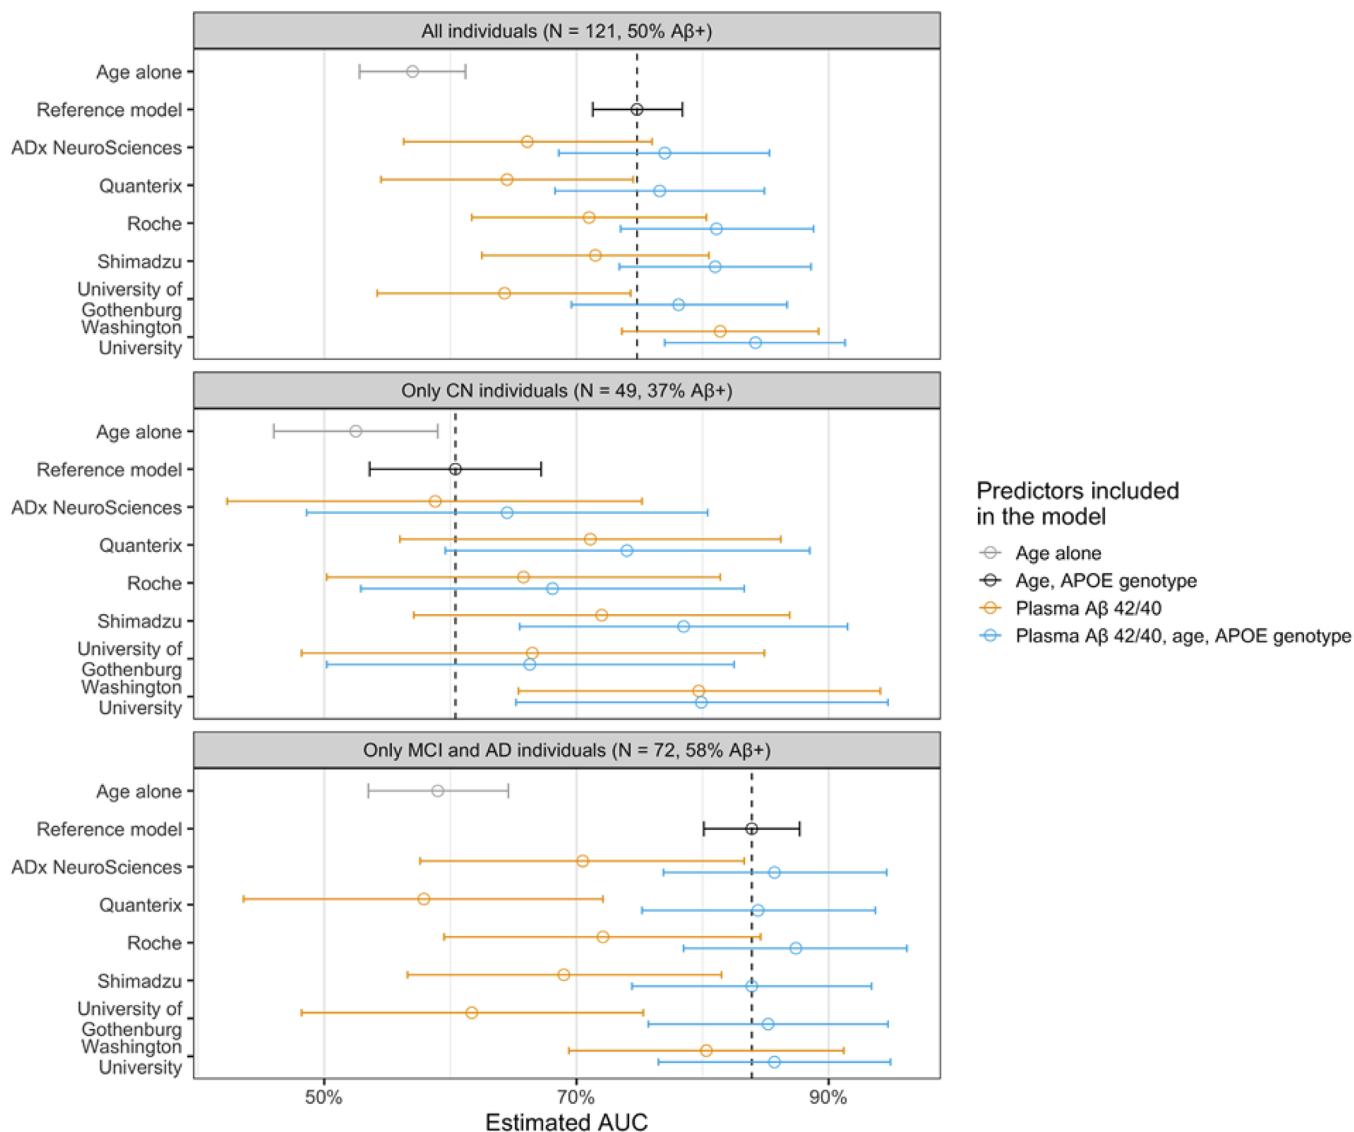 All individuals (N = 121, 50% Aβ+)
Age alone
Reference model
ADx NeuroSciences
Quanterix
Roche
Shimadzu
University of
Gothenburg
Washington
University
Only CN individuals (N = 49, 37% Aβ+)
Age alone
Reference model
ADx NeuroSciences
Quanterix
Roche
Shimadzu
University of
Gothenburg
Washington
University
Only MCI and AD individuals (N = 72, 58% Aβ+)
Age alone
Reference model
ADx NeuroSciences
Quanterix
Roche
Shimadzu
University of
Gothenburg
Washington
University
50%
70%
90%
Estimated AUC
Predictors included
in the model
Age alone
Age, APOE genotype
Plasma Aβ 42/40
Plasma Aβ 42/40, age, APOE genotype